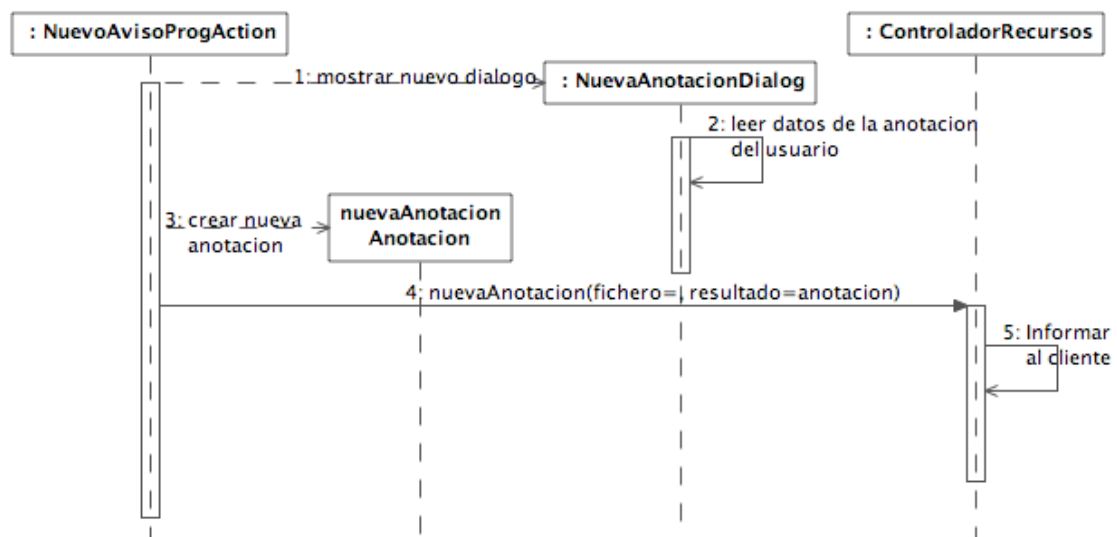 : NuevoAvisoProgAction
: ControladorRecursos
1: mostrar nuevo dialogo
: NuevaAnotacionDialog
2: leer datos de la anotacion
del usuario
3: crear nueva
anotacion
nuevaAnotacion
Anotacion
4: nuevaAnotacion(fichero=, resultado=anotacion)
5: Informar
al cliente